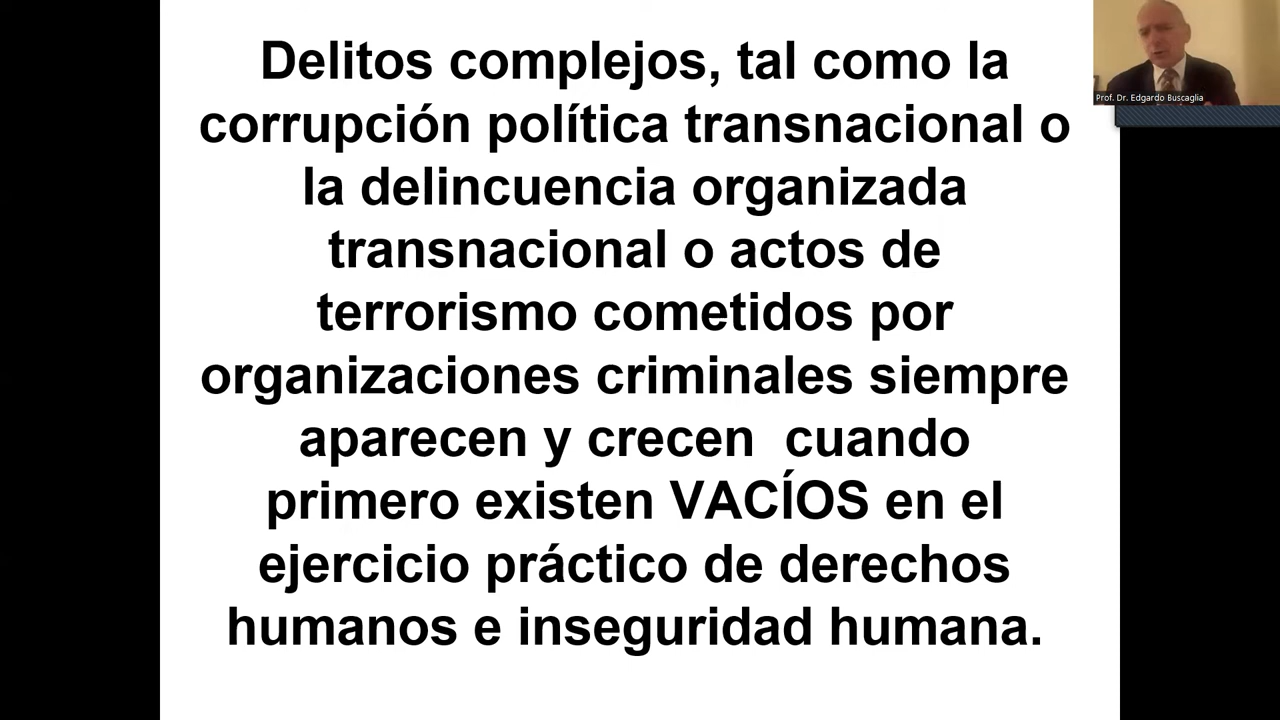 Delitos complejos, tal como la
corrupción política transnacional o
la delincuencia organizada
transnacional o actos de
terrorismo cometidos por
organizaciones criminales siempre
aparecen y crecen  cuando
primero existen VACÍOS en el
ejercicio práctico de derechos
humanos e inseguridad humana.
Prof. Dr. Edgardo Buscaglia